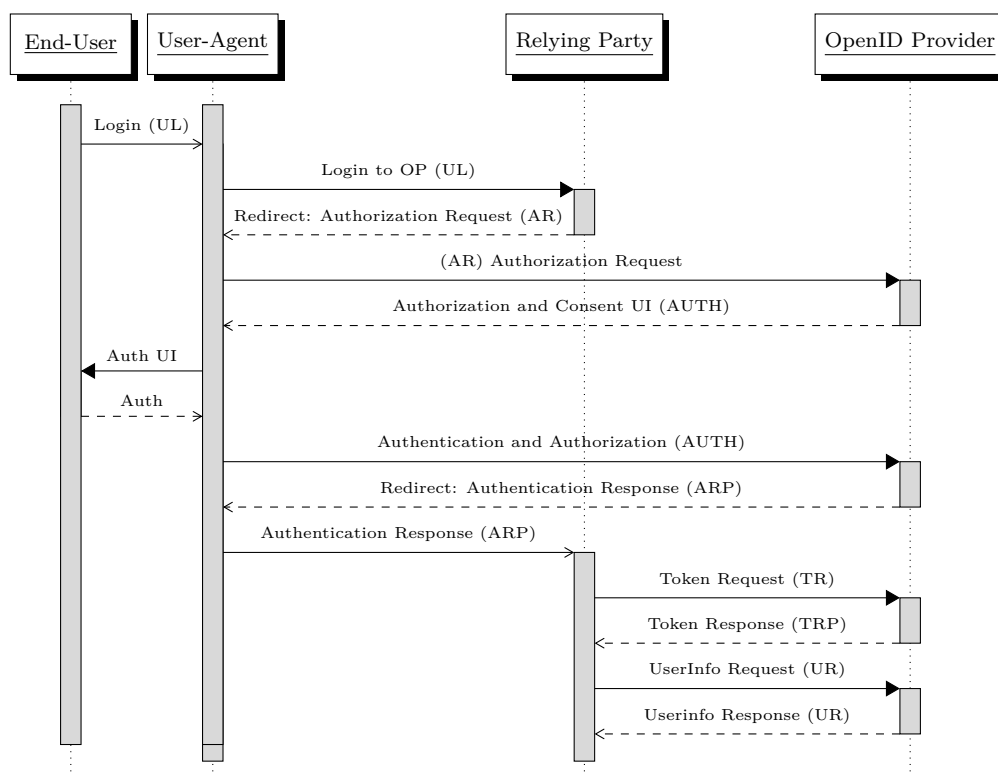 End-User
User-Agent
Relying Party
OpenID Provider
Login (UL)
Login to OP (UL)
Redirect: Authorization Request (AR)
(AR) Authorization Request
Authorization and Consent UI (AUTH)
Auth UI
Auth
Authentication and Authorization (AUTH)
Redirect: Authentication Response (ARP)
Authentication Response (ARP)
Token Request (TR)
Token Response (TRP)
UserInfo Request (UR)
Userinfo Response (UR)